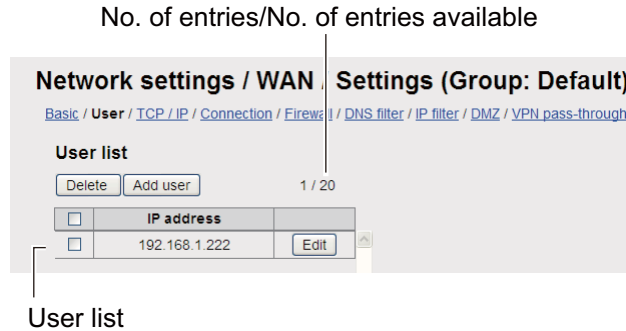 No. of entries/No. of entries available
Network settings / WAN / Settings (Group: Default)
Basic / User / TCP / IP / Connection / Firewall / DNS filter / IP filter / DMZ / VPN pass-through
User list
Delete Add user 1 / 20
IP address
192.168.1.222 Edit
User list